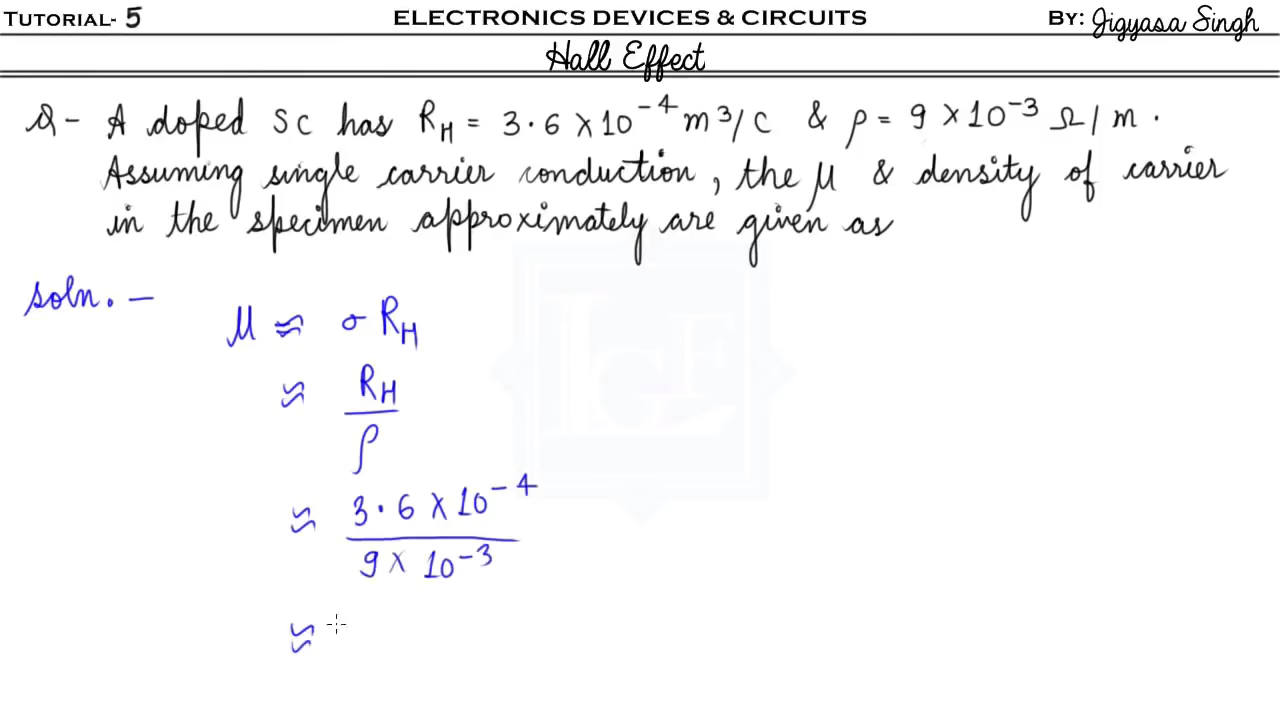 TUTORIAL- 5 ELECTRONICS DEVICES & CIRCUITS BY: Jigyasa Singh
Hall Effect
Q - A doped SC has R_H = 3.6 × 10⁻⁴ m³/C & ρ = 9 × 10⁻³ Ω/m.
Assuming single carrier conduction, the μ & density of carrier
in the specimen approximately are given as
soln. -
μ ≈ σ R_H
≈ R_H / ρ
≈ 3.6 × 10⁻⁴ / 9 × 10⁻³
≈